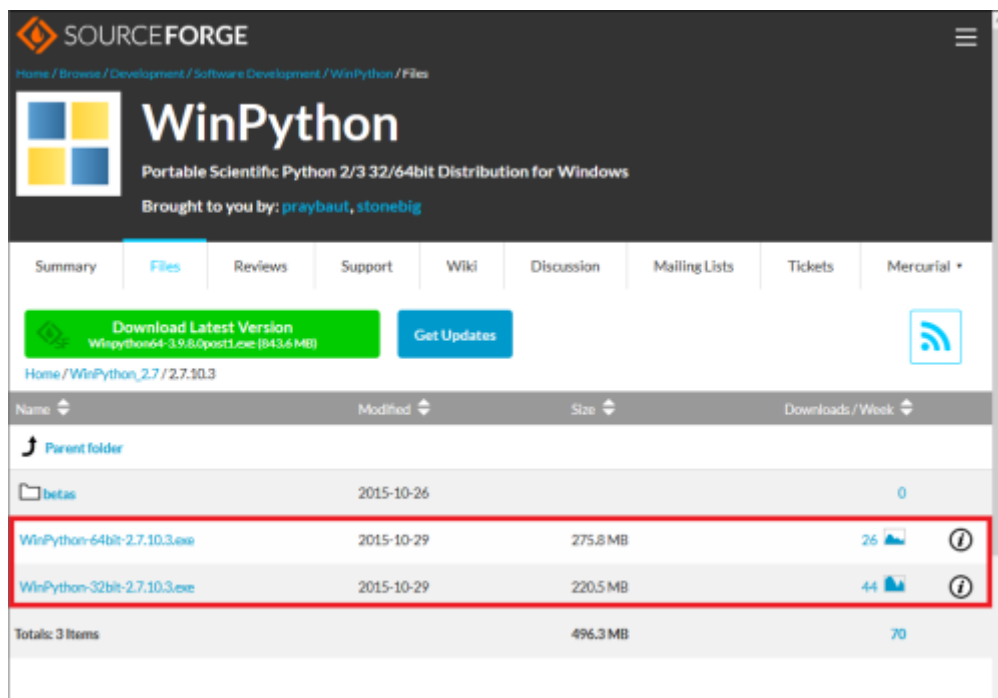 SOURCEFORGE
Home / Browse / Development / Software Development / WinPython / Files
WinPython
Portable Scientific Python 2/3 32/64bit Distribution for Windows
Brought to you by: praybaut, stonebig
Summary Files Reviews Support Wiki Discussion Mailing Lists Tickets Mercurial
Download Latest Version
Winpython64-3.9.8.0post1.exe (843.6 MB)
Get Updates
Home / WinPython_2.7 / 2.7.10.3
Name Modified Size Downloads / Week
Parent folder
betas 2015-10-26 0
WinPython-64bit-2.7.10.3.exe 2015-10-29 275.8 MB 26
WinPython-32bit-2.7.10.3.exe 2015-10-29 220.5 MB 44
Totals: 3 Items 496.3 MB 70